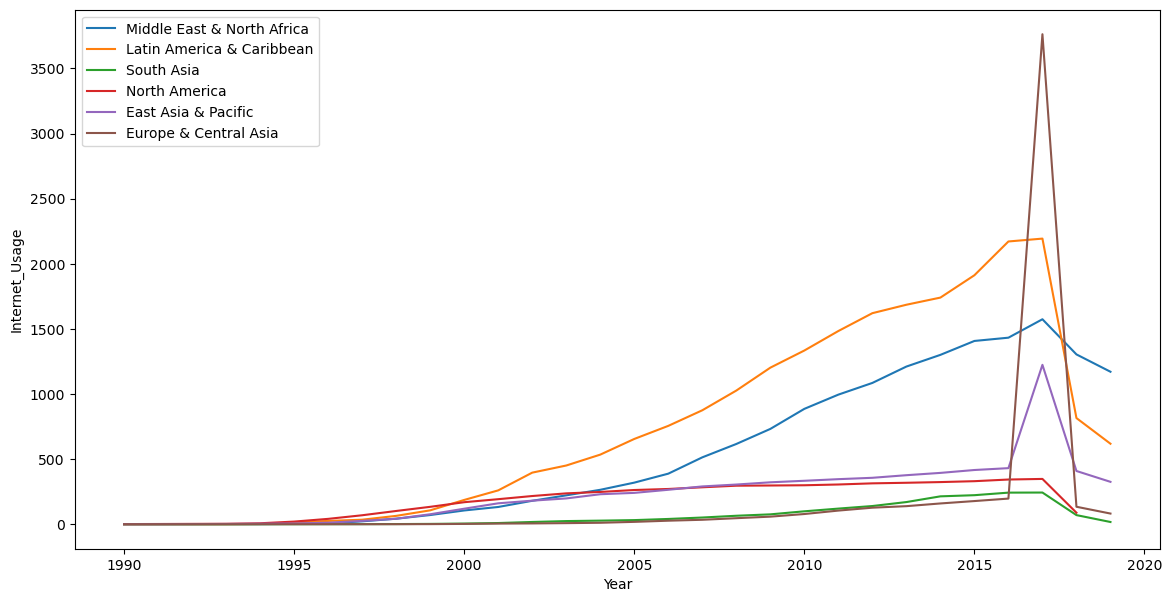 Middle East & North Africa
Latin America & Caribbean
South Asia
North America
East Asia & Pacific
Europe & Central Asia
3500
3000
2500
2000
1500
1000
500
0
Internet_Usage
1990
1995
2000
2005
2010
2015
2020
Year